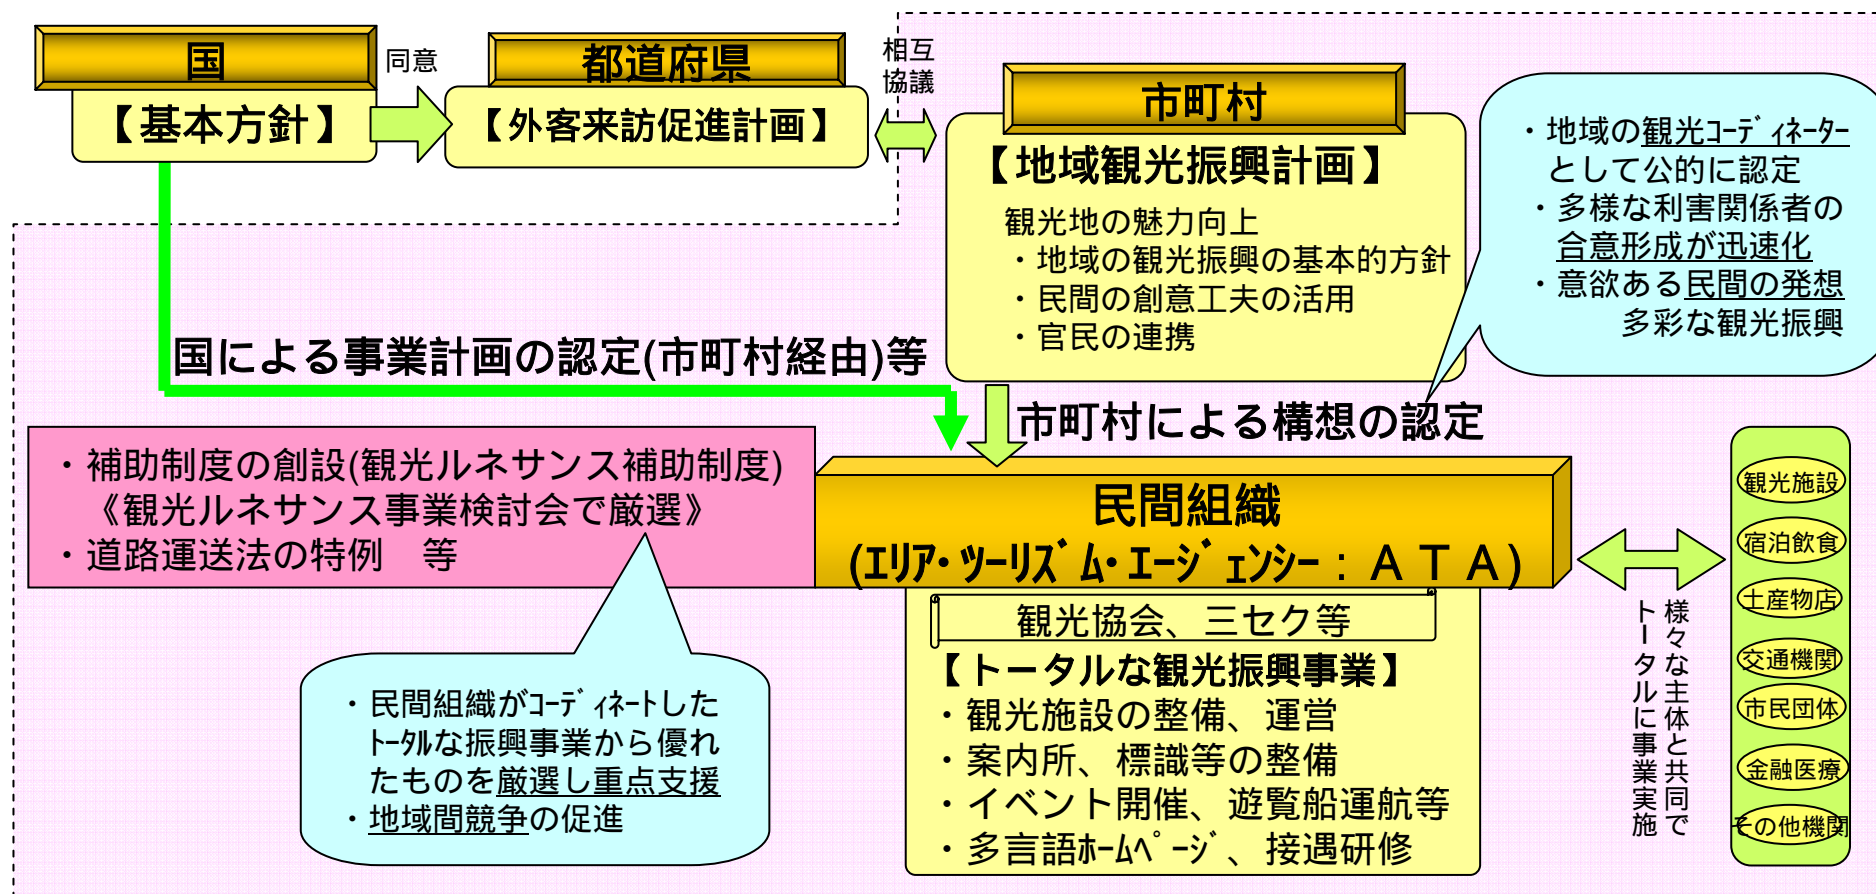 国
【基本方針】
同意
都道府県
【外客来訪促進計画】
相互
協議
市町村
【地域観光振興計画】
観光地の魅力向上
・地域の観光振興の基本的方針
・民間の創意工夫の活用
・官民の連携
・地域の観光ｺｰﾃﾞｨﾈｰﾀｰ
として公的に認定
・多様な利害関係者の
合意形成が迅速化
・意欲ある民間の発想
多彩な観光振興
国による事業計画の認定(市町村経由)等
市町村による構想の認定
・補助制度の創設(観光ルネサンス補助制度)
《観光ルネサンス事業検討会で厳選》
・道路運送法の特例　等
民間組織
(ｴﾘｱ･ﾂｰﾘｽﾞﾑ･ｴｰｼﾞｪﾝｼｰ：ＡＴＡ)
観光協会、三セク等
【トータルな観光振興事業】
・観光施設の整備、運営
・案内所、標識等の整備
・イベント開催、遊覧船運航等
・多言語ﾎｰﾑﾍﾟｰｼﾞ、接遇研修
・民間組織がｺｰﾃﾞｨﾈｰﾄした
ﾄｰﾀﾙな振興事業から優れ
たものを厳選し重点支援
・地域間競争の促進
様々な主体と共同で
トータルに事業実施
観光施設
宿泊飲食
土産物店
交通機関
市民団体
金融医療
その他機関